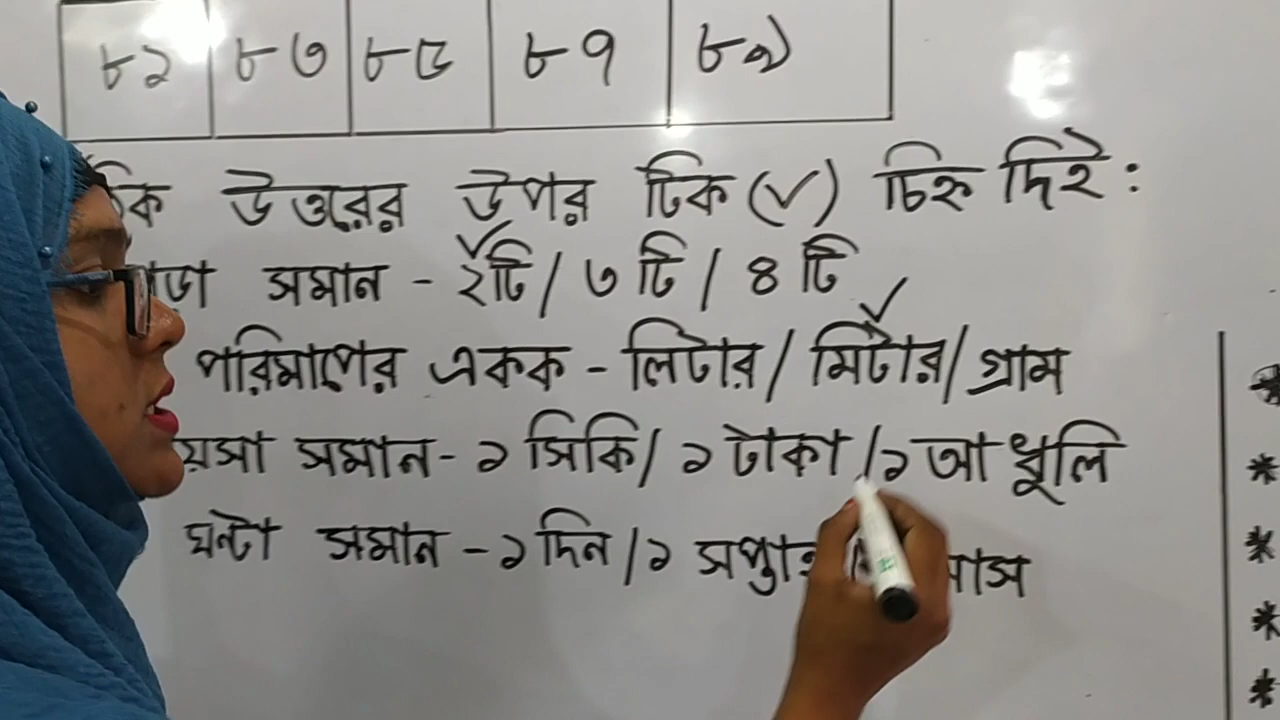 ৮২ ৮৩ ৮৫ ৮৭ ৮৯
উত্তরের উপর টিক (✓) চিহ্ন দিই :
সমান - ২টি / ৩ টি / ৪ টি
পরিমাপের একক - লিটার / মিটার / গ্রাম
সমান - ১ সিকি / ১ টাকা / ১ আধুলি
ঘন্টা সমান - ১ দিন / ১